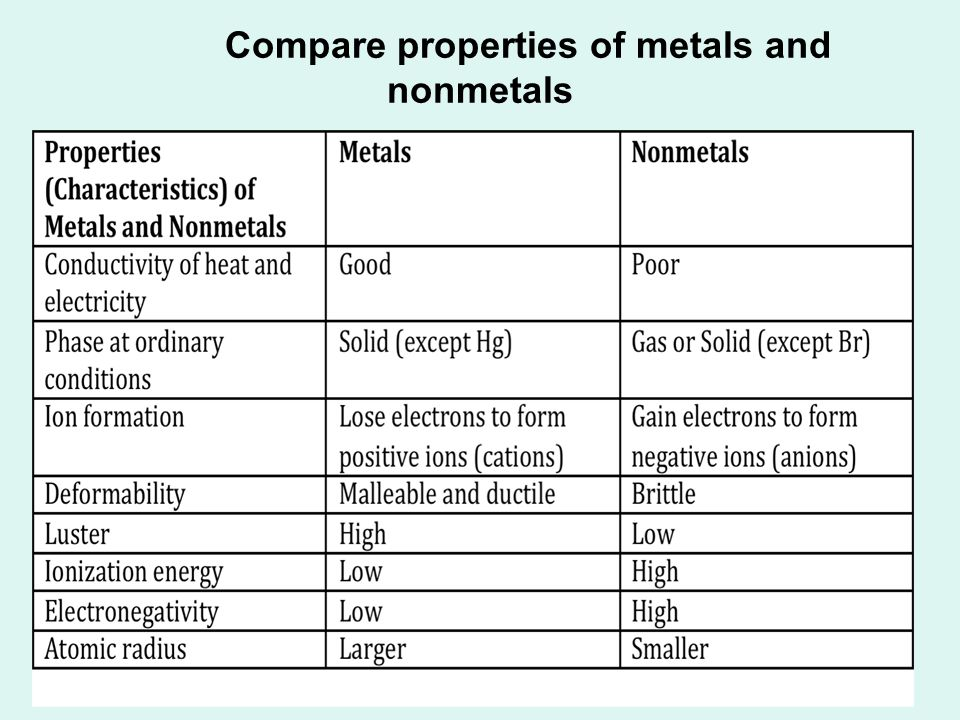 Compare properties of metals and
nonmetals
Properties
(Characteristics) of
Metals and Nonmetals
Metals
Nonmetals
Conductivity of heat and
electricity
Good
Poor
Phase at ordinary
conditions
Solid (except Hg)
Gas or Solid (except Br)
Ion formation
Lose electrons to form
positive ions (cations)
Gain electrons to form
negative ions (anions)
Deformability
Malleable and ductile
Brittle
Luster
High
Low
Ionization energy
Low
High
Electronegativity
Low
High
Atomic radius
Larger
Smaller